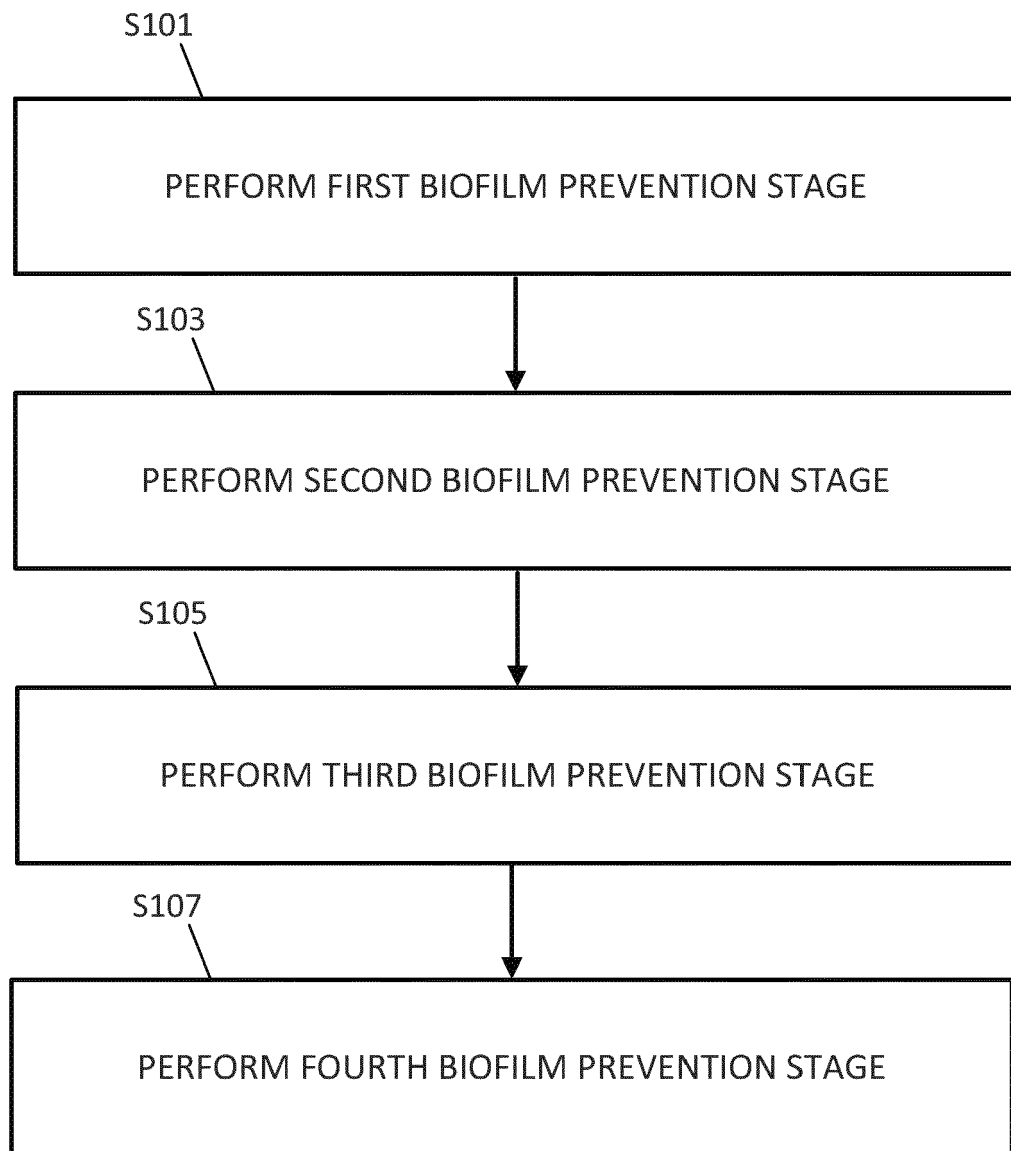 S101
PERFORM FIRST BIOFILM PREVENTION STAGE
S103
PERFORM SECOND BIOFILM PREVENTION STAGE
S105
PERFORM THIRD BIOFILM PREVENTION STAGE
S107
PERFORM FOURTH BIOFILM PREVENTION STAGE